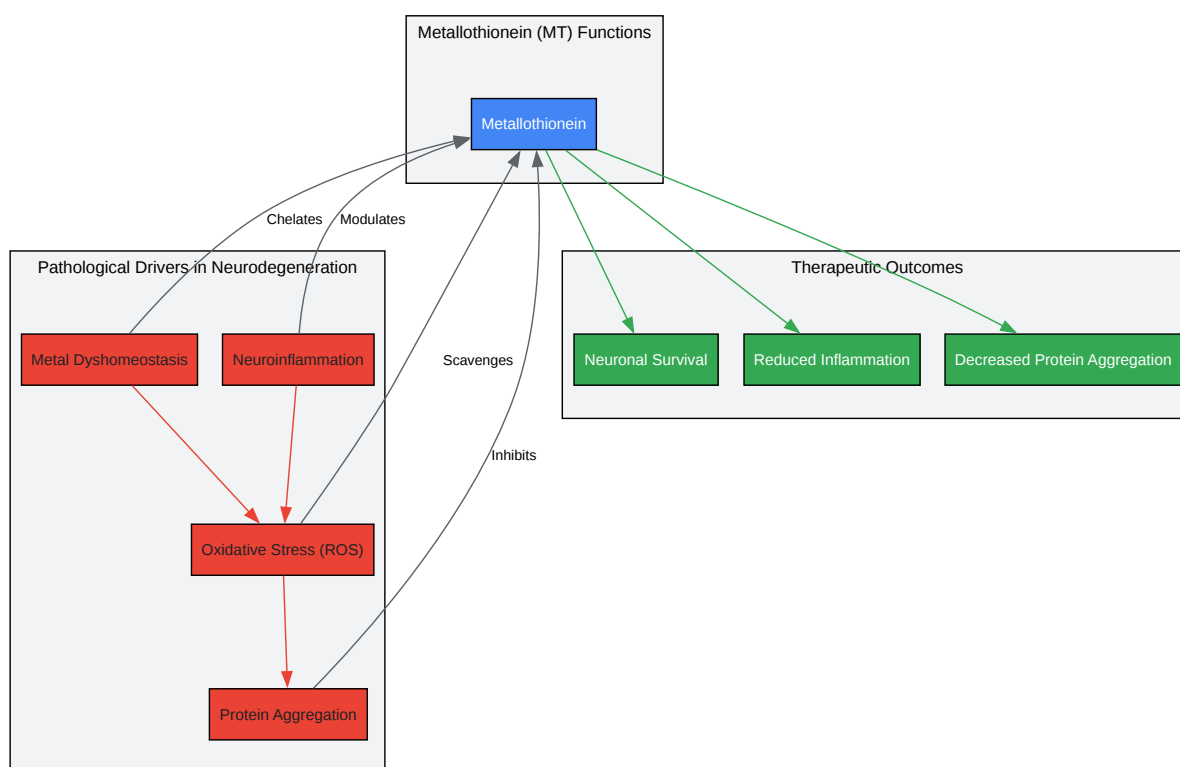 Metallothionein (MT) Functions
Metallothionein
Chelates
Modulates
Pathological Drivers in Neurodegeneration
Therapeutic Outcomes
Metal Dyshomeostasis
Neuroinflammation
Scavenges
Neuronal Survival
Reduced Inflammation
Decreased Protein Aggregation
Inhibits
Oxidative Stress (ROS)
Protein Aggregation